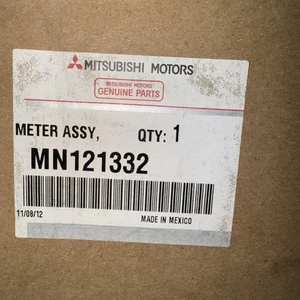 MITSUBISHI MOTORS
MITSUBISHI MOTORS
GENUINE PARTS
METER ASSY, QTY: 1
MN121332
11/08/12
MADE IN MEXICO